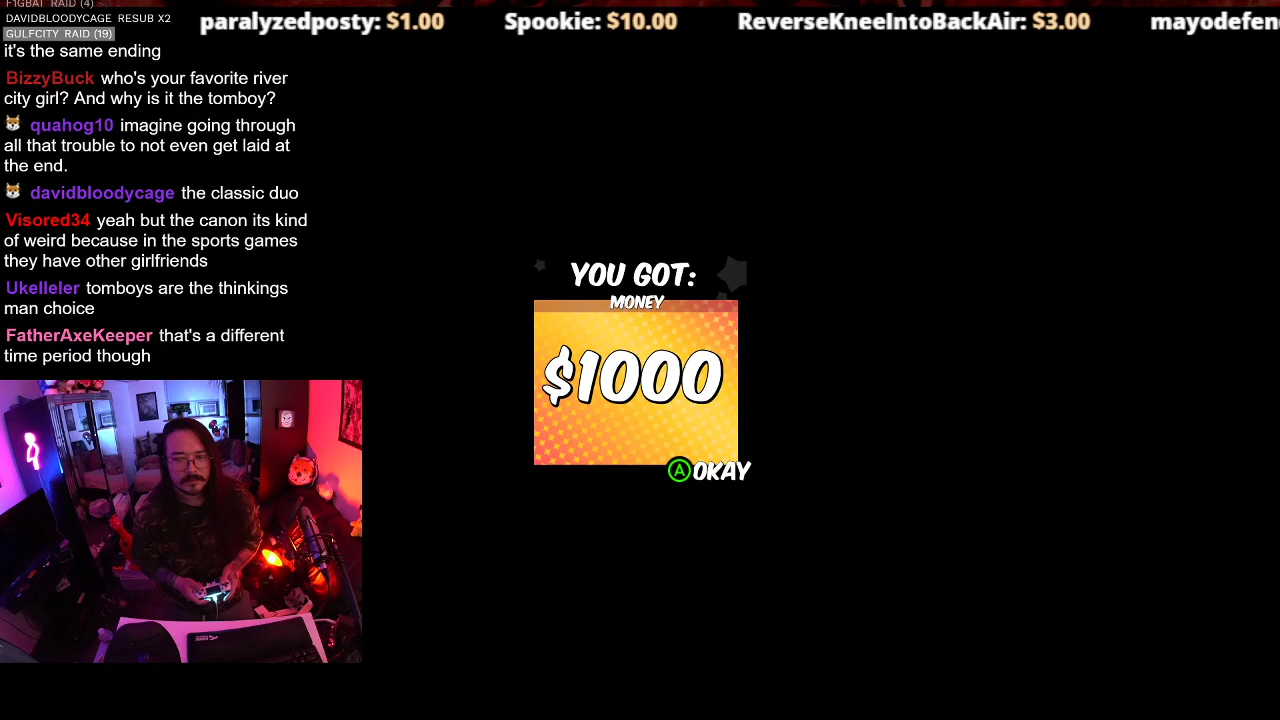 F1GBAT RAID (4)
DAVIDBLOODYCAGE RESUB X2
GULFCITY RAID (19)
paralyzedposty: $1.00 Spookie: $10.00 ReverseKneeIntoBackAir: $3.00 mayodefen
it's the same ending
BizzyBuck who's your favorite river
city girl? And why is it the tomboy?
quahog10 imagine going through
all that trouble to not even get laid at
the end.
davidbloodycage the classic duo
Visored34 yeah but the canon its kind
of weird because in the sports games
they have other girlfriends
Ukelleler tomboys are the thinkings
man choice
FatherAxeKeeper that's a different
time period though
YOU GOT:
MONEY
$1000
A OKAY